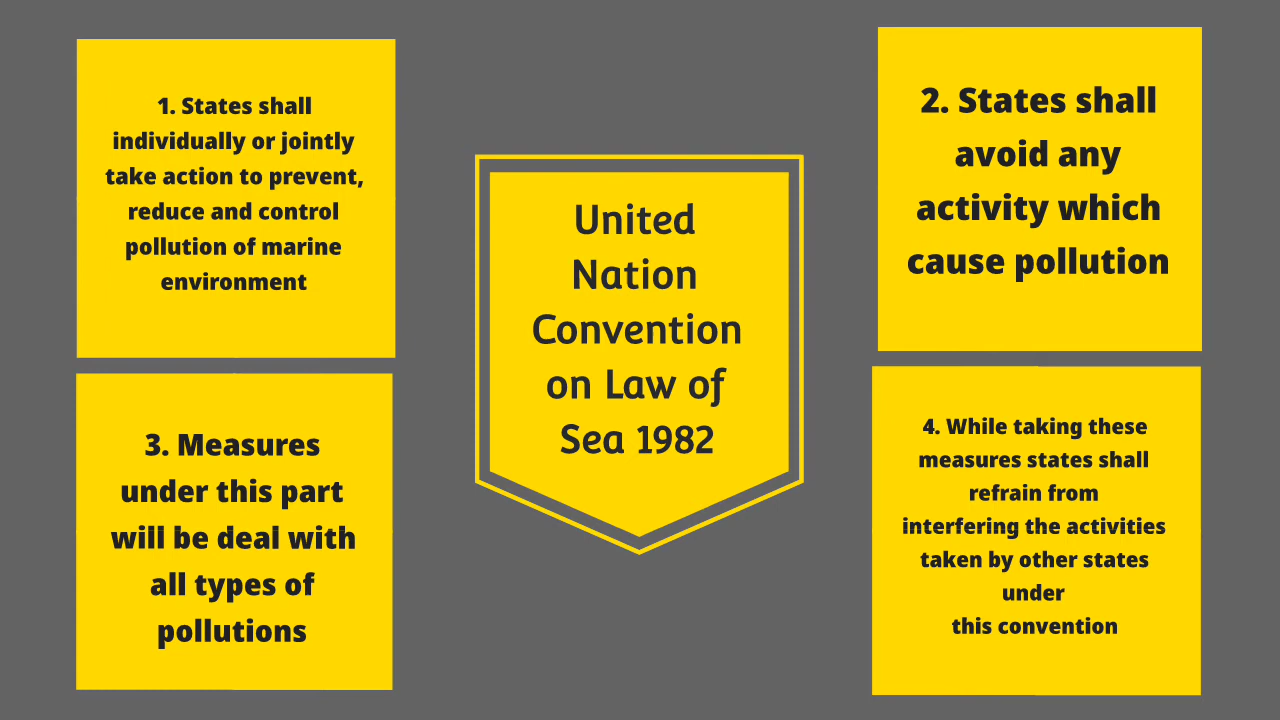 1. States shall
individually or jointly
take action to prevent,
reduce and control
pollution of marine
environment
2. States shall
avoid any
activity which
cause pollution
United
Nation
Convention
on Law of
Sea 1982
3. Measures
under this part
will be deal with
all types of
pollutions
4. While taking these
measures states shall
refrain from
interfering the activities
taken by other states
under
this convention